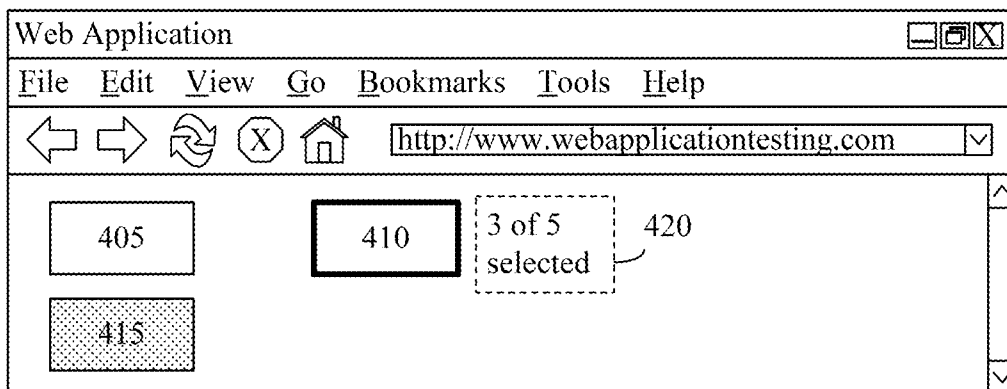 Web Application X
File Edit View Go Bookmarks Tools Help
X http://www.webapplicationtesting.com
405 410 3 of 5 420
selected
415